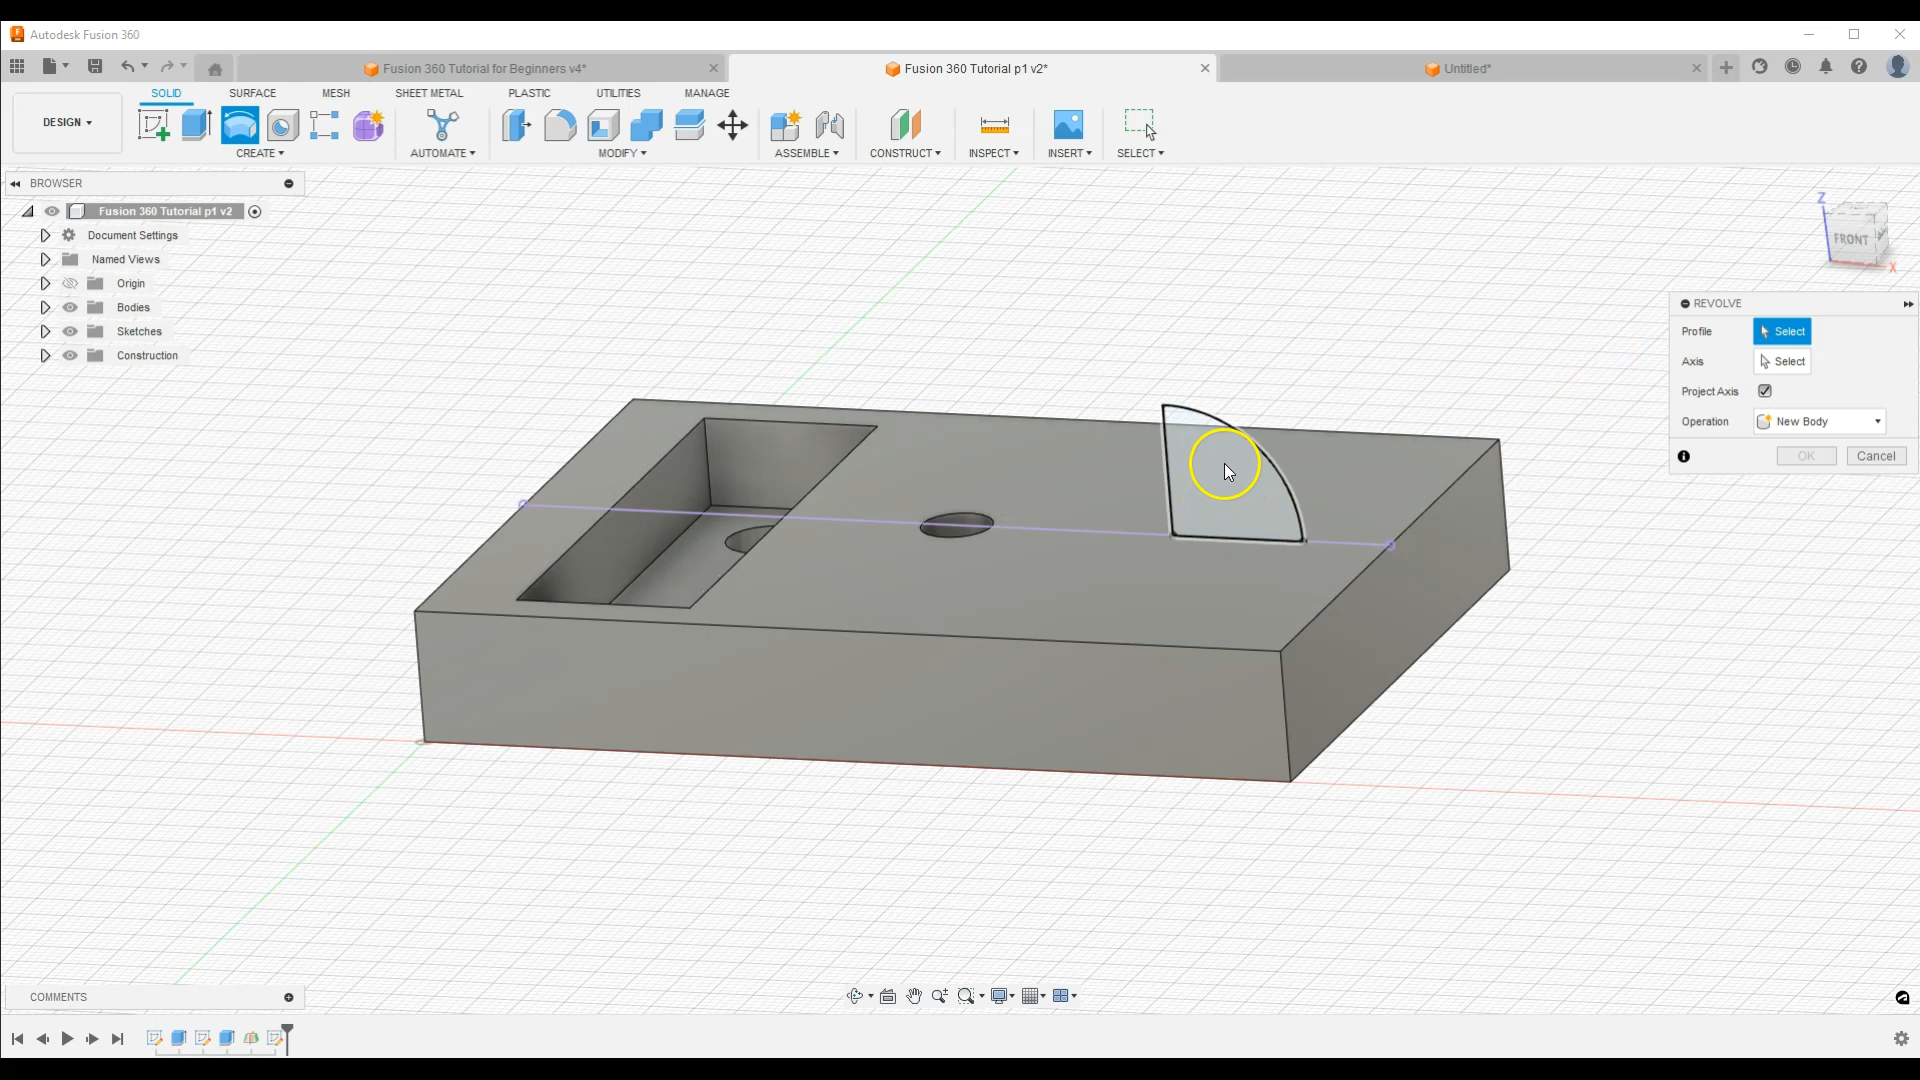 Autodesk Fusion 360
Fusion 360 Tutorial for Beginners v4*
Fusion 360 Tutorial p1 v2*
Untitled*
SOLID
SURFACE
MESH
SHEET METAL
PLASTIC
UTILITIES
MANAGE
DESIGN
CREATE
AUTOMATE
MODIFY
ASSEMBLE
CONSTRUCT
INSPECT
INSERT
SELECT
BROWSER
Fusion 360 Tutorial p1 v2
Document Settings
Named Views
Origin
Bodies
Sketches
Construction
Z
FRONT
X
REVOLVE
Profile Select
Axis Select
Project Axis
Operation New Body
OK Cancel
COMMENTS